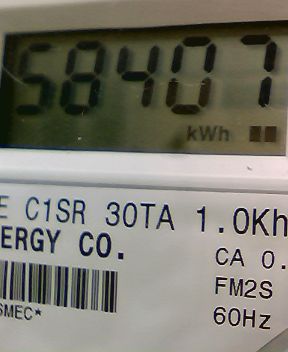 58407
kWh
E C1SR 30TA 1.0Kh
ERGY CO.
CA 0.
FM2S
SMEC*
60Hz